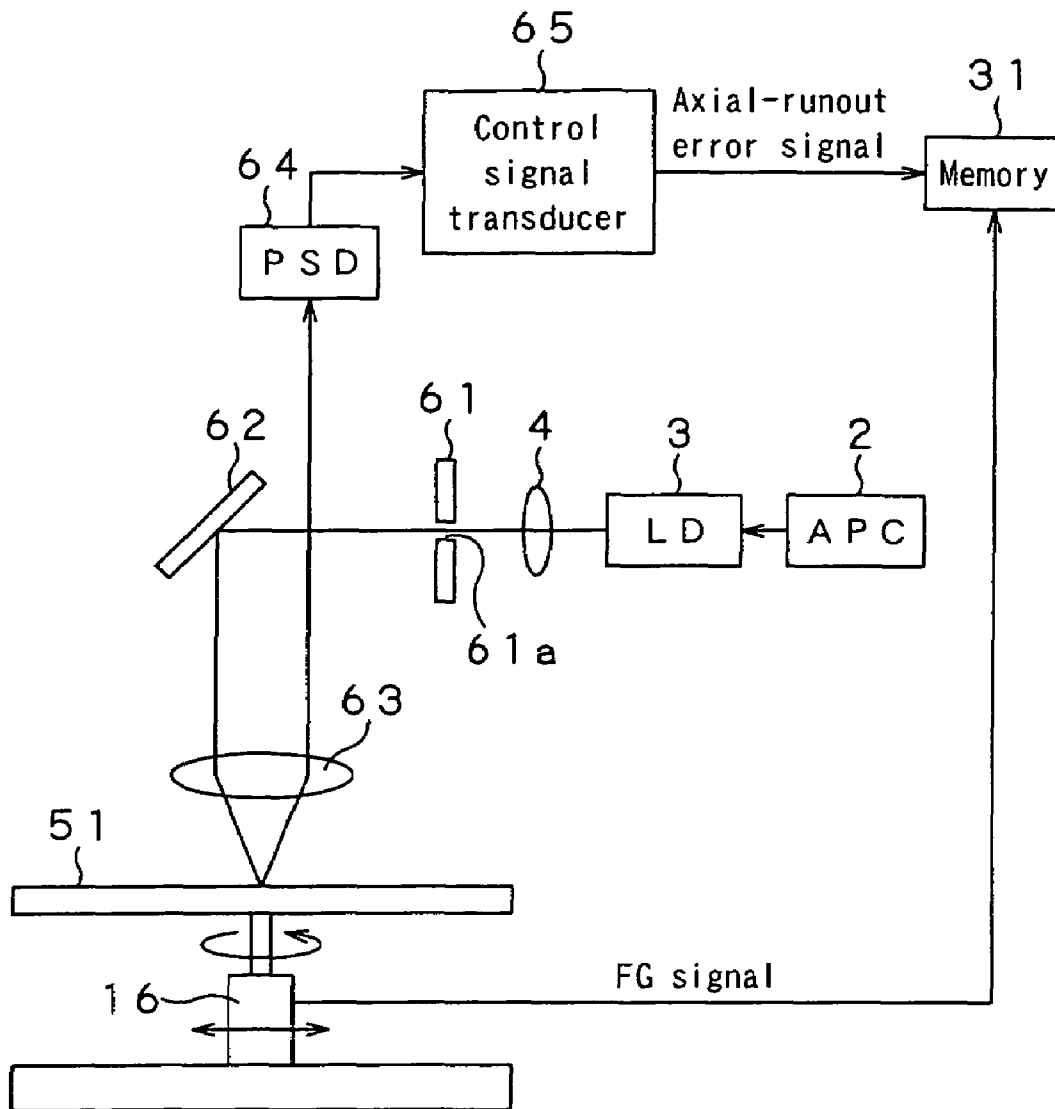 65
31
Axial-runout
error signal
Control
signal
transducer
Memory
64
PSD
62
61
4
3
2
LD
APC
61a
63
51
FG signal
16